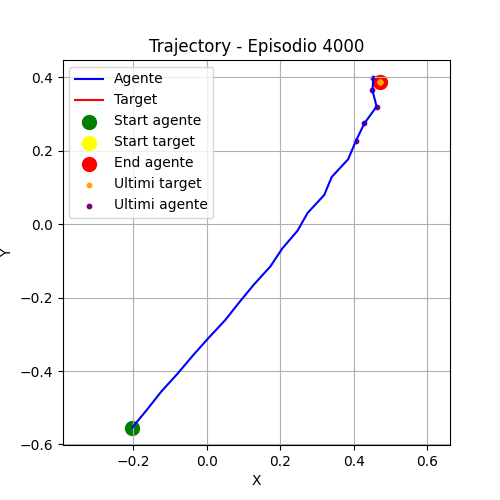 Trajectory - Episodio 4000
Agente
Target
Start agente
Start target
End agente
Ultimi target
Ultimi agente
0.4
0.2
0.0
−0.2
−0.4
−0.6
Y
−0.2
0.0
0.2
0.4
0.6
X